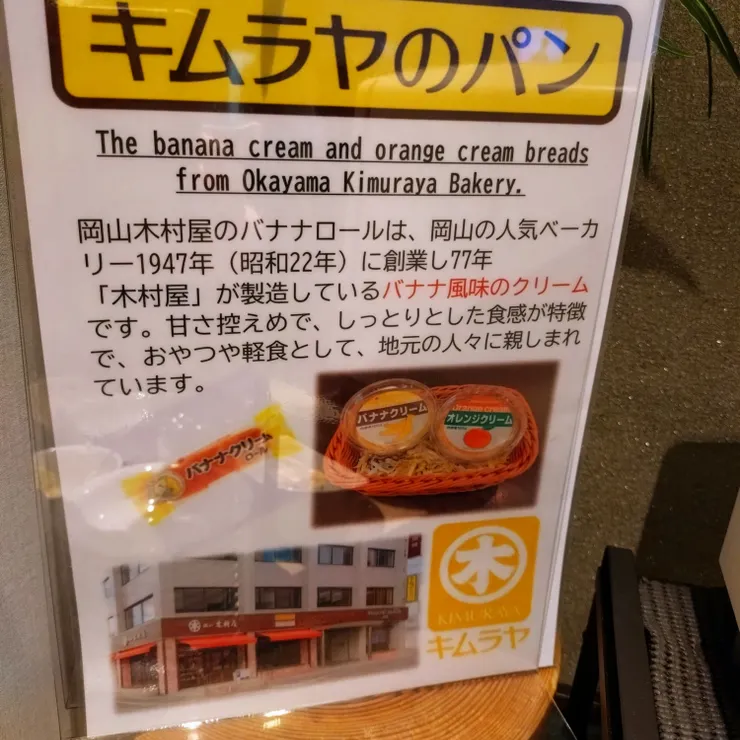 キムラヤのパン
The banana cream and orange cream breads
from Okayama Kimuraya Bakery.
岡山木村屋のバナナロールは、岡山の人気ベーカ
リー1947年（昭和22年）に創業し77年
「木村屋」が製造しているバナナ風味のクリーム
です。甘さ控えめで、しっとりとした食感が特徴
で、おやつや軽食として、地元の人々に親しまれ
ています。
バナナクリーム
オレンジクリーム
バナナクリーム
ロール
木
KIMURAYA
キムラヤ